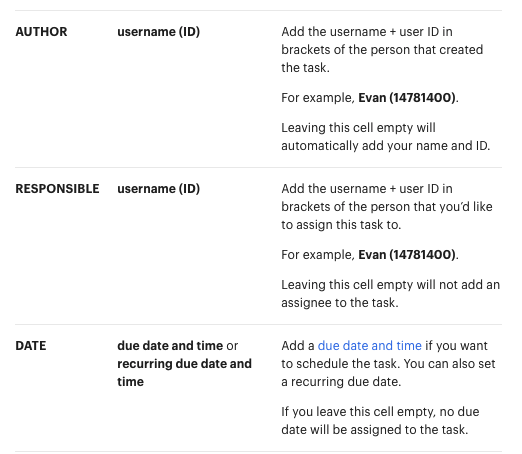 AUTHOR
username (ID)
Add the username + user ID in
brackets of the person that created
the task.
For example, Evan (14781400).
Leaving this cell empty will
automatically add your name and ID.
RESPONSIBLE
username (ID)
Add the username + user ID in
brackets of the person that you’d like
to assign this task to.
For example, Evan (14781400).
Leaving this cell empty will not add an
assignee to the task.
DATE
due date and time or
recurring due date and
time
Add a due date and time if you want
to schedule the task. You can also set
a recurring due date.
If you leave this cell empty, no due
date will be assigned to the task.